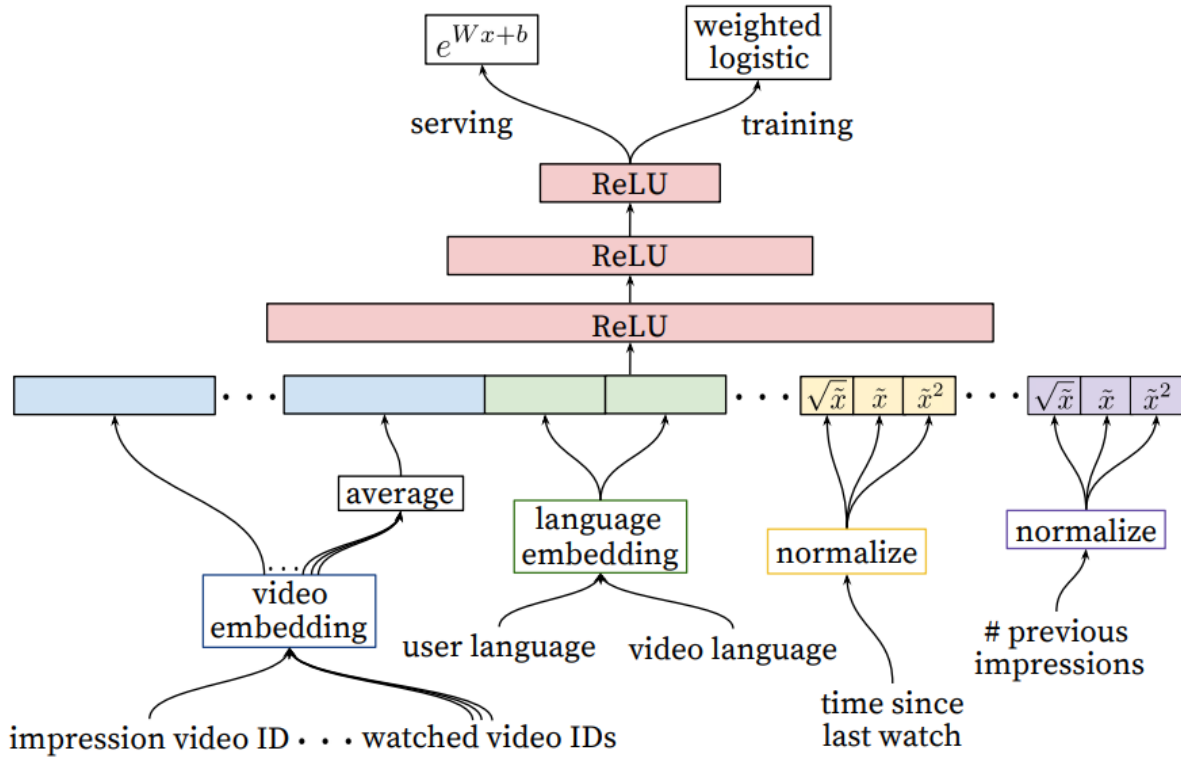 e^{Wx+b}
weighted
logistic
serving
training
ReLU
ReLU
ReLU
√x̃ x̃ x̃² √x̃ x̃ x̃²
average
language
embedding
normalize
normalize
video
embedding
user language
video language
# previous
impressions
time since
last watch
impression video ID • • • watched video IDs